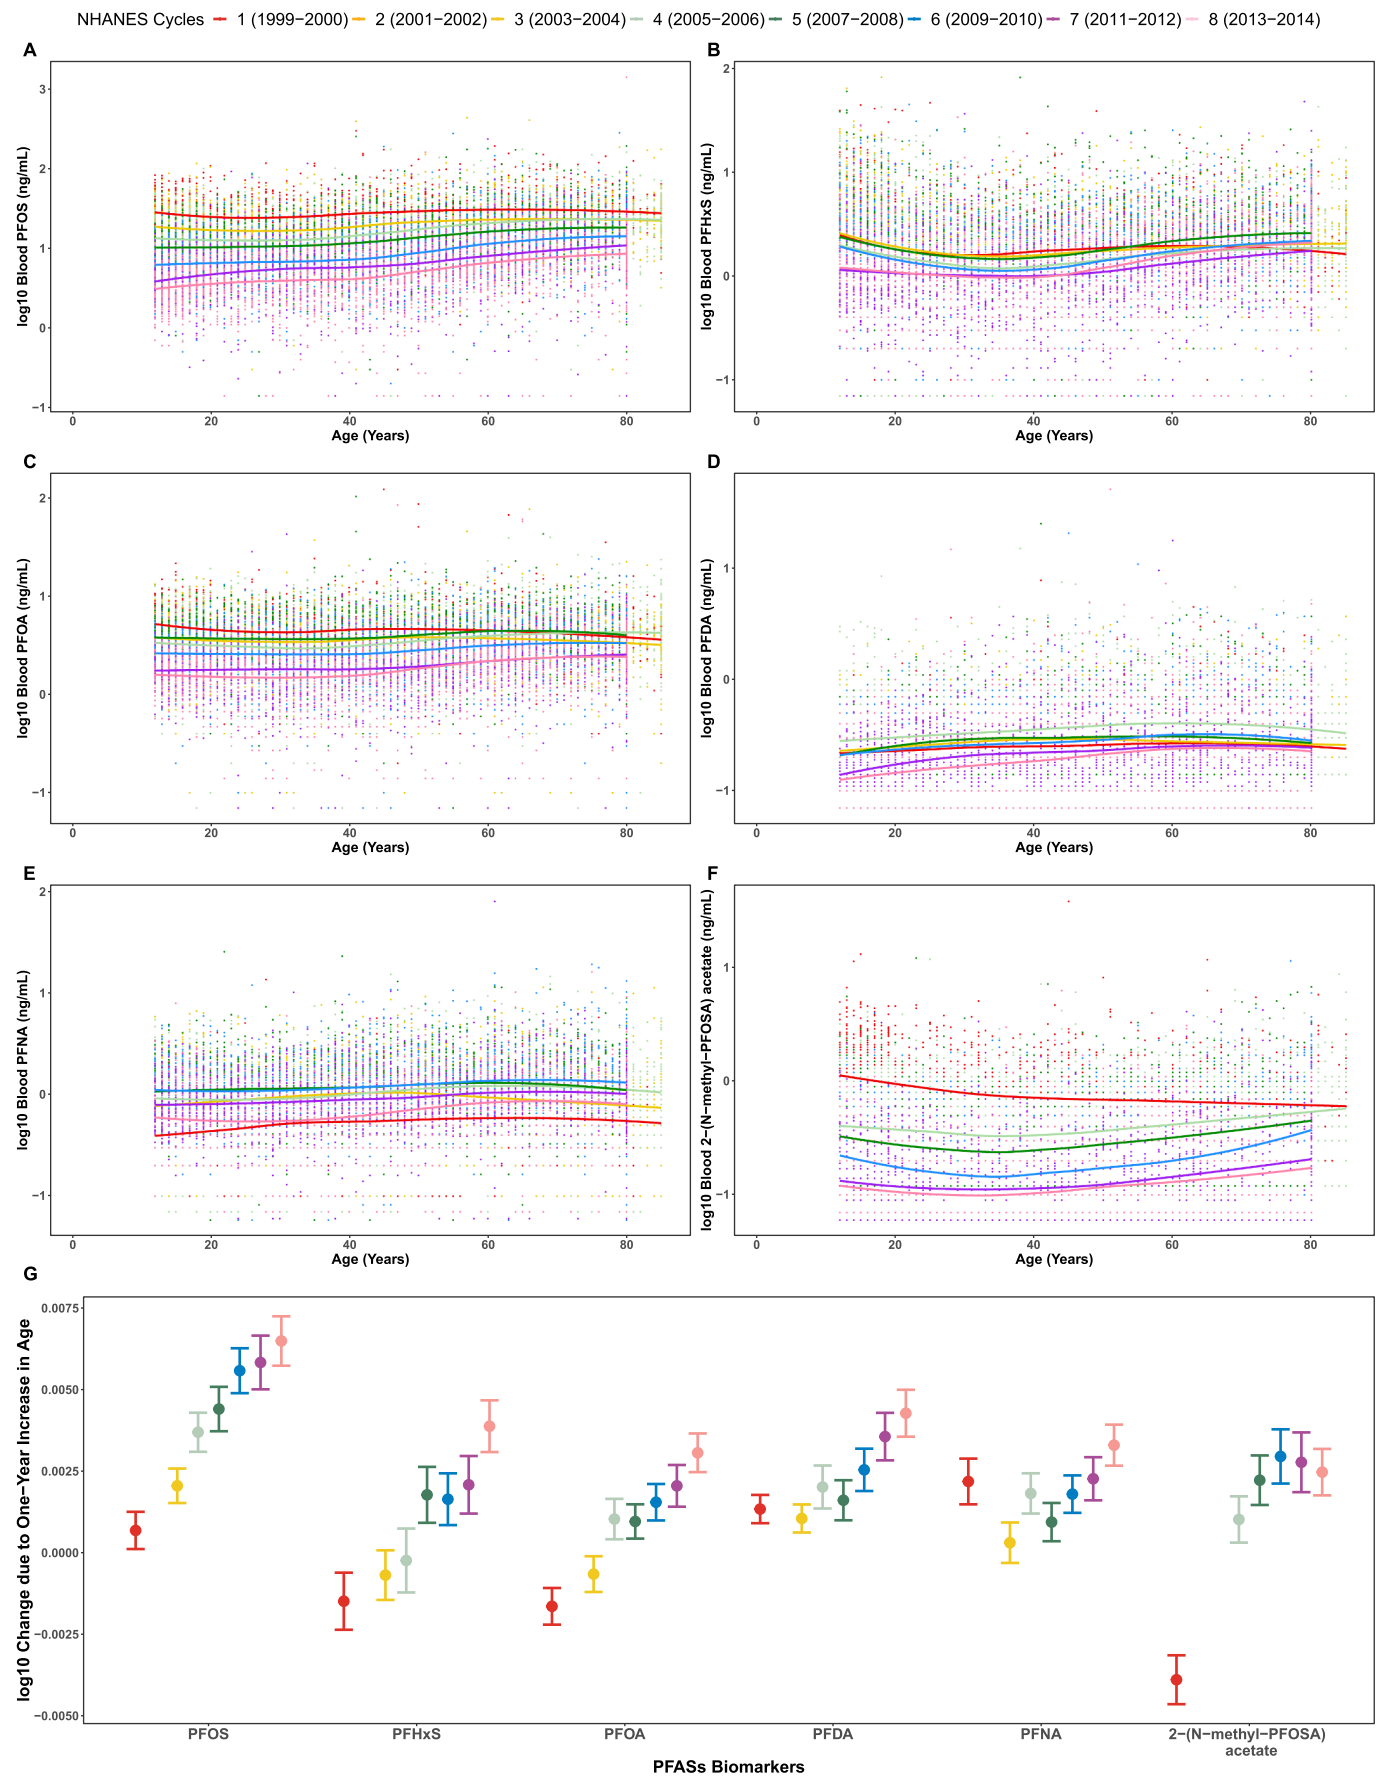 NHANES Cycles 1 (1999−2000) 2 (2001−2002) 3 (2003−2004) 4 (2005−2006) 5 (2007−2008) 6 (2009−2010) 7 (2011−2012) 8 (2013−2014)
A
log10 Blood PFOS (ng/mL)
3
2
1
0
−1
0 20 40 60 80
Age (Years)
B
log10 Blood PFHxS (ng/mL)
2
1
0
−1
0 20 40 60 80
Age (Years)
C
log10 Blood PFOA (ng/mL)
2
1
0
−1
0 20 40 60 80
Age (Years)
D
log10 Blood PFDA (ng/mL)
1
0
−1
0 20 40 60 80
Age (Years)
E
log10 Blood PFNA (ng/mL)
2
1
0
−1
0 20 40 60 80
Age (Years)
F
log10 Blood 2−(N−methyl−PFOSA) acetate (ng/mL)
1
0
−1
0 20 40 60 80
Age (Years)
G
log10 Change due to One−Year Increase in Age
0.0075
0.0050
0.0025
0.0000
−0.0025
−0.0050
PFOS PFHxS PFOA PFDA PFNA 2−(N−methyl−PFOSA)
acetate
PFASs Biomarkers